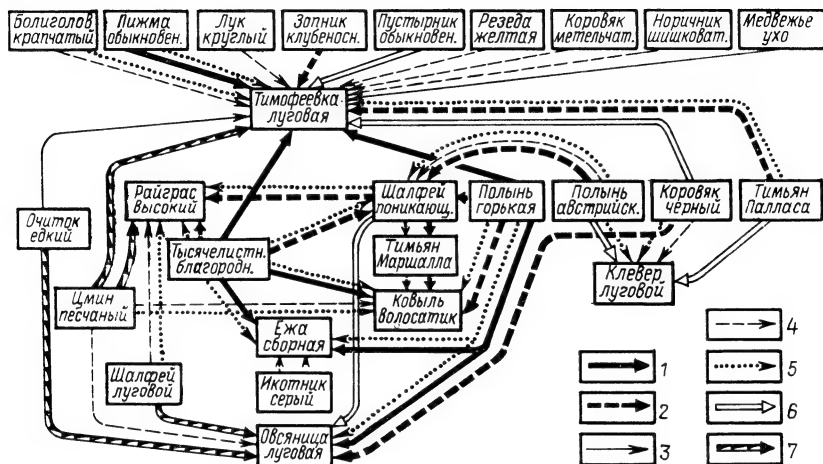 Болиголов
крапчатый
Пижма
обыкновен.
Лук
круглый
Зопник
клубеносн.
Пустырник
обыкновен.
Резеда
желтая
Коровяк
метельчат.
Норичник
шишковат.
Медвежье
ухо
Тимофеевка
луговая
Райграс
высокий
Шалфей
поникающ.
Полынь
горькая
Полынь
австрийск.
Коровяк
чёрный
Тимьян
Палласа
Очиток
едкий
Тысячелистн.
благородн.
Тимьян
Маршалла
Клевер
луговой
Цмин
песчаный
Ковыль
волосатик
Ежа
сборная
Шалфей
луговой
Икотник
серый
Овсяница
луговая
1
2
3
4
5
6
7